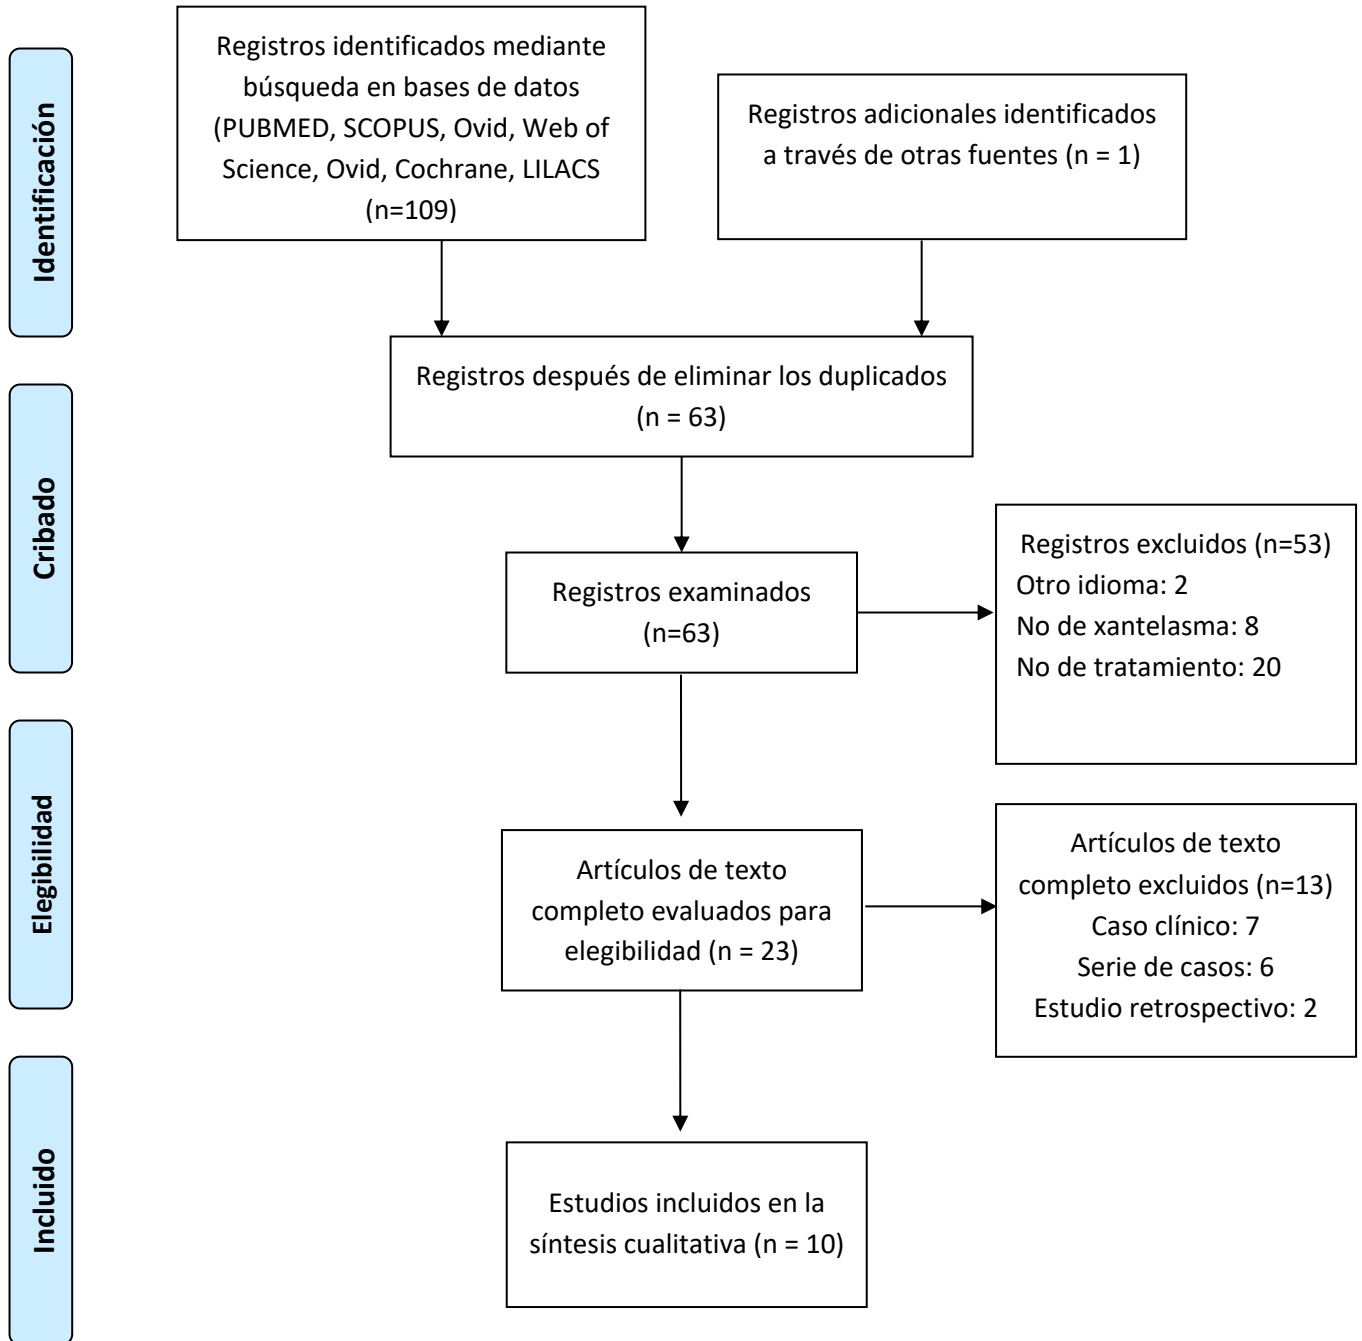 Identificación
Registros identificados mediante
búsqueda en bases de datos
(PUBMED, SCOPUS, Ovid, Web of
Science, Ovid, Cochrane, LILACS
(n=109)
Registros adicionales identificados
a través de otras fuentes (n = 1)
Registros después de eliminar los duplicados
(n = 63)
Cribado
Registros examinados
(n=63)
Registros excluidos (n=53)
Otro idioma: 2
No de xantelasma: 8
No de tratamiento: 20
Elegibilidad
Artículos de texto
completo evaluados para
elegibilidad (n = 23)
Artículos de texto
completo excluidos (n=13)
Caso clínico: 7
Serie de casos: 6
Estudio retrospectivo: 2
Incluido
Estudios incluidos en la
síntesis cualitativa (n = 10)